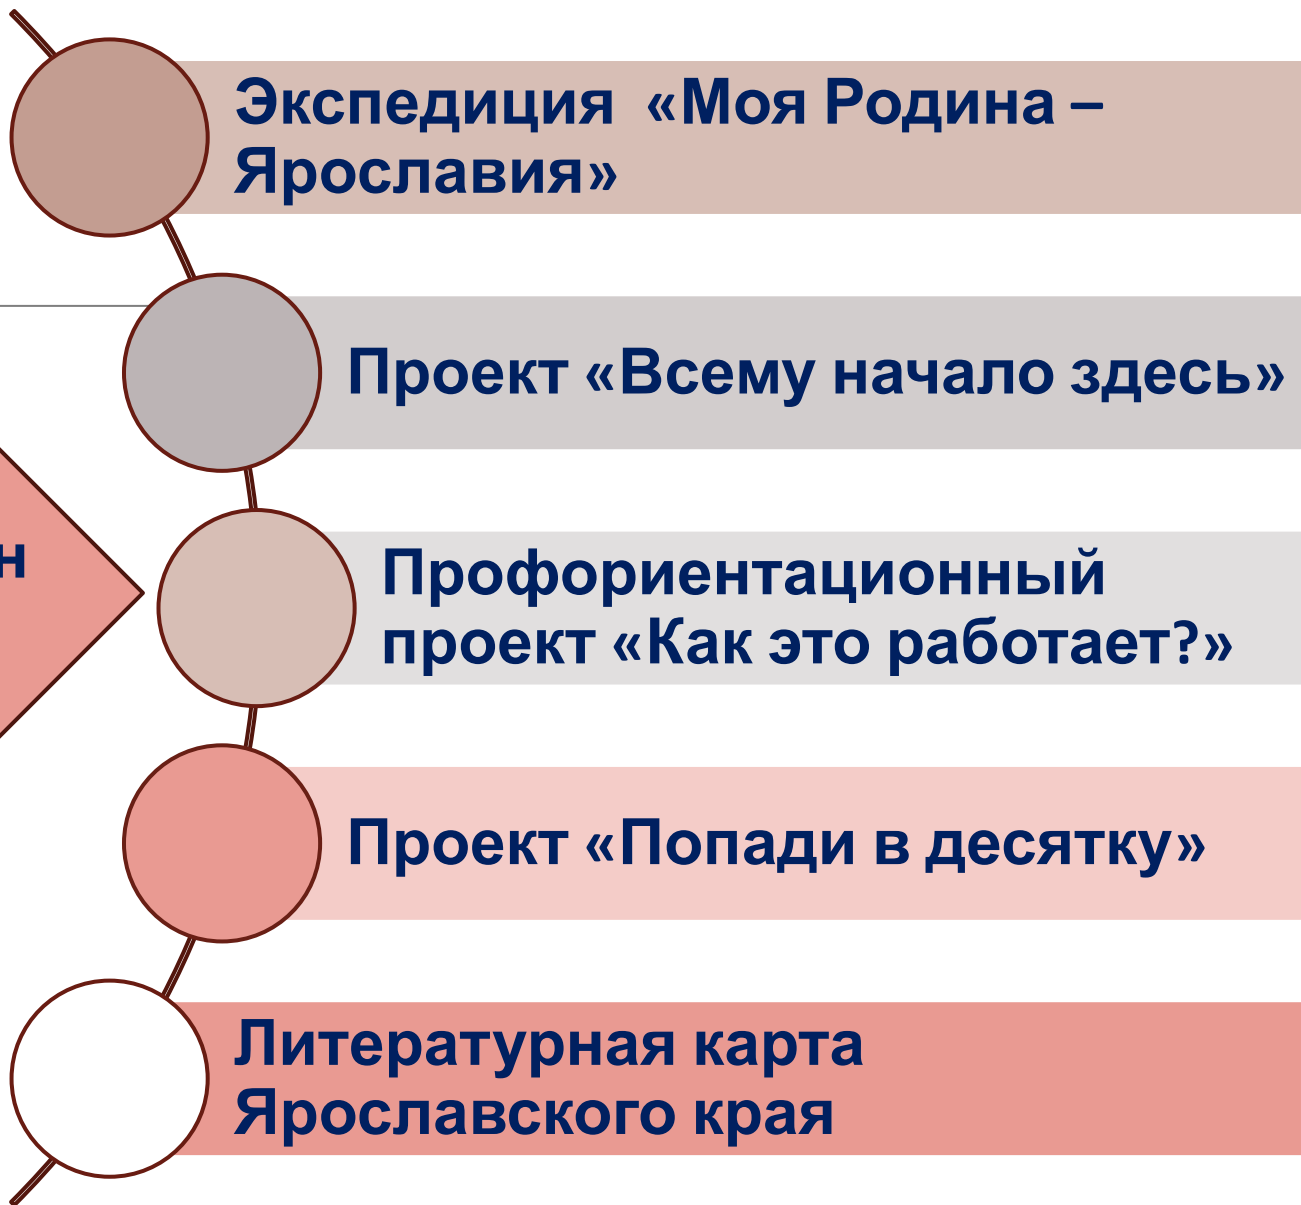 Экспедиция «Моя Родина –
Ярославия»
Проект «Всему начало здесь»
Профориентационный
проект «Как это работает?»
Проект «Попади в десятку»
Литературная карта
Ярославского края